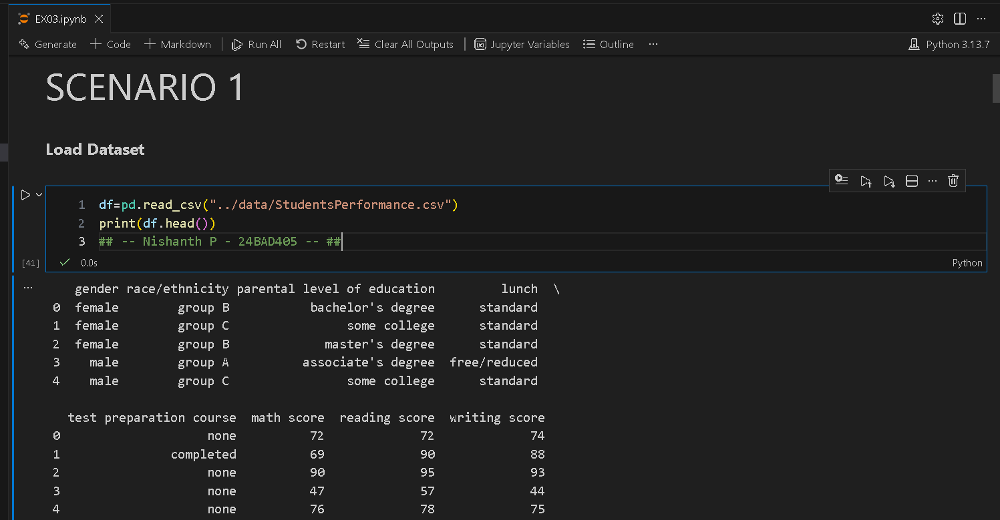 EX03.ipynb
Generate + Code + Markdown | Run All Restart Clear All Outputs | Jupyter Variables Outline ... Python 3.13.7
SCENARIO 1
Load Dataset
1 df=pd.read_csv("../data/StudentsPerformance.csv")
2 print(df.head())
3 ## -- Nishanth P - 24BAD405 -- ##
[41] 0.0s Python
gender race/ethnicity parental level of education lunch \
0 female group B bachelor's degree standard
1 female group C some college standard
2 female group B master's degree standard
3 male group A associate's degree free/reduced
4 male group C some college standard
test preparation course math score reading score writing score
0 none 72 72 74
1 completed 69 90 88
2 none 90 95 93
3 none 47 57 44
4 none 76 78 75